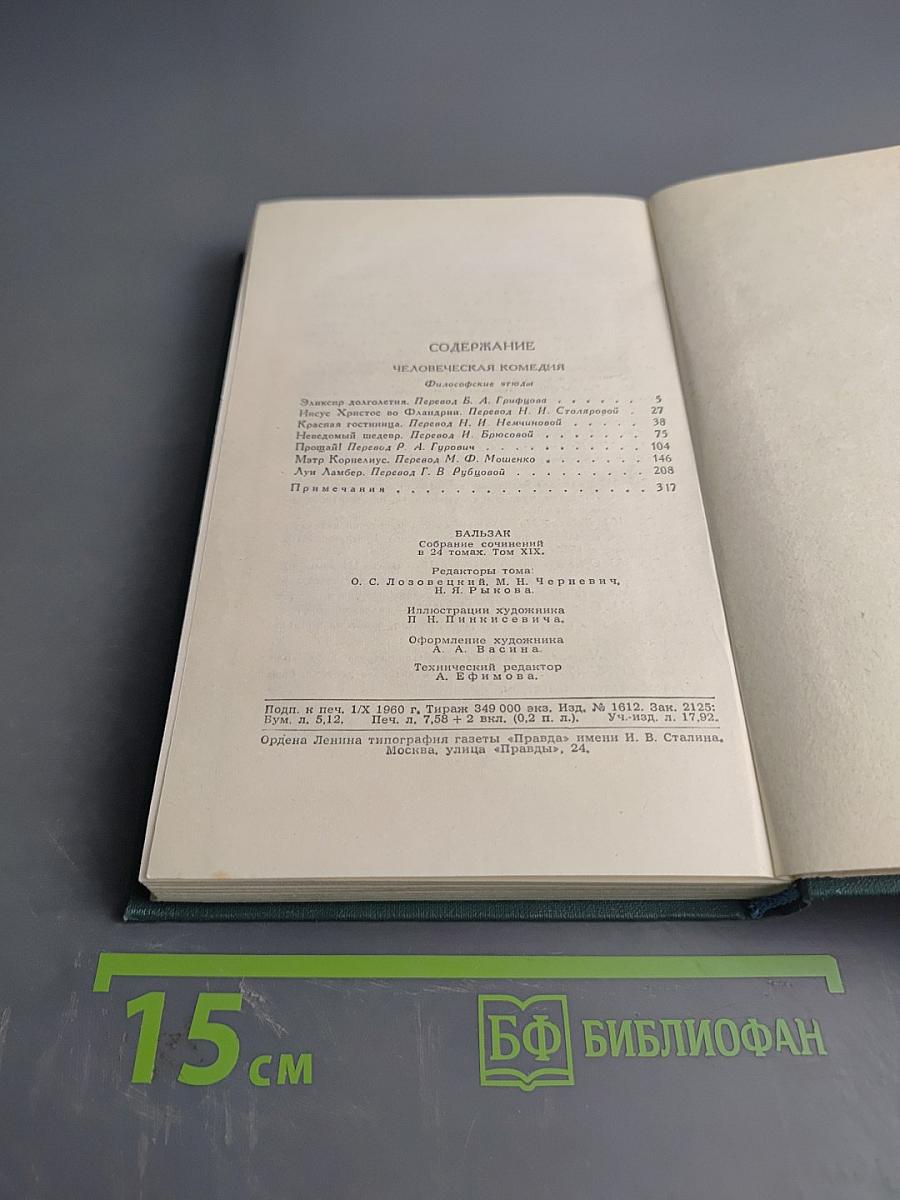 СОДЕРЖАНИЕ
ЧЕЛОВЕЧЕСКАЯ КОМЕДИЯ
Философские этюды
Эликсир долголетия. Перевод Б. А. Грифцова . . . . . . 5
Иисус Христос во Фландрии. Перевод Н. И. Столяровой . 27
Красная гостиница. Перевод Н. И. Немчиновой . . . . . 38
Неведомый шедевр. Перевод И. Брюсовой . . . . . . . 75
Прощай! Перевод Р. А. Гурович . . . . . . . . . . . 104
Мэтр Корнелиус. Перевод М. Ф. Мошенко . . . . . . . 146
Луи Ламбер. Перевод Г. В Рубцовой . . . . . . . . . 208
Примечания . . . . . . . . . . . . . . . . . . 317
БАЛЬЗАК
Собрание сочинений
в 24 томах. Том XIX.
Редакторы тома:
О. С. Лозовецкий, М. Н. Черневич,
Н. Я. Рыкова.
Иллюстрации художника
П Н. Пинкисевича.
Оформление художника
А. А. Васина.
Технический редактор
А. Ефимова.
Подп. к печ. 1/X 1960 г. Тираж 349 000 экз. Изд. № 1612. Зак. 2125.
Бум. л. 5,12. Печ. л. 7,58 + 2 вкл. (0,2 п. л.). Уч.-изд. л. 17,92.
Ордена Ленина типография газеты «Правда» имени И. В. Сталина.
Москва, улица «Правды», 24.
15 см
БФ БИБЛИОФАН